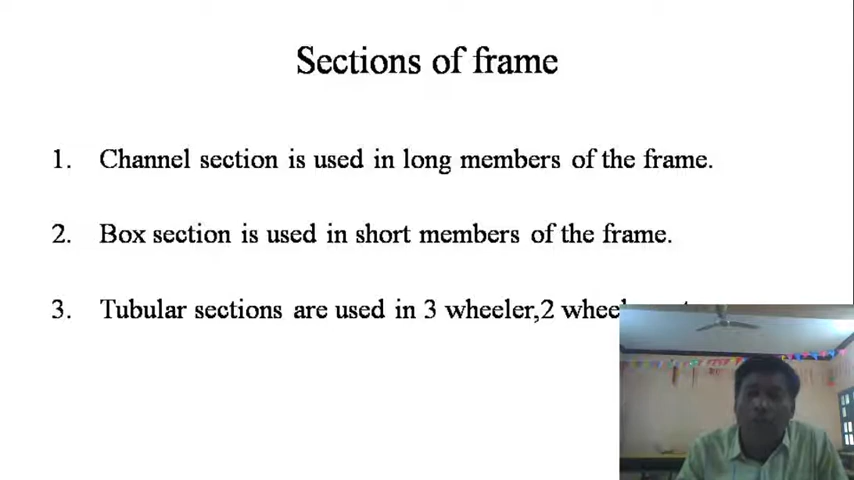 Sections of frame
1. Channel section is used in long members of the frame.
2. Box section is used in short members of the frame.
3. Tubular sections are used in 3 wheeler,2